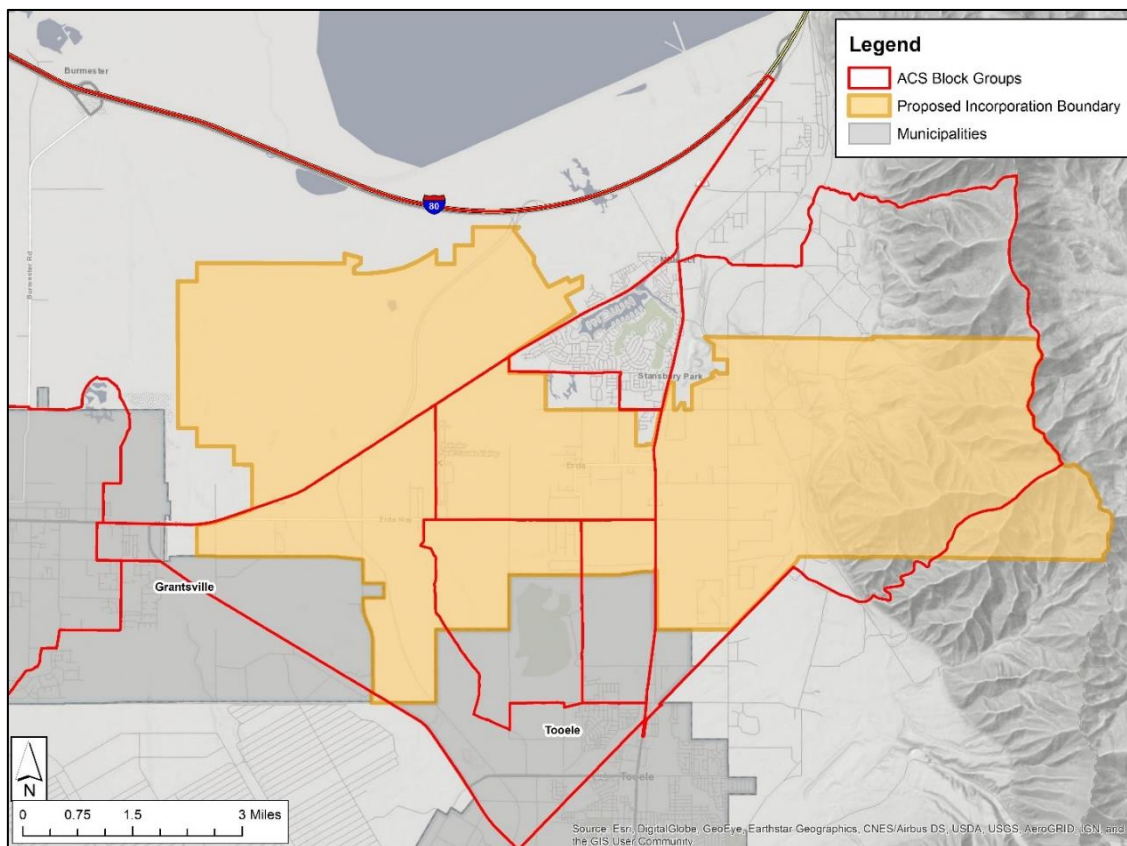 Legend
ACS Block Groups
Proposed Incorporation Boundary
Municipalities
Burmester
Burmester Rd
80
Stansbury Park
Erda
Erda Way
Grantsville
Tooele
Tooele
N
0 0.75 1.5 3 Miles
Source: Esri, DigitalGlobe, GeoEye, Earthstar Geographics, CNES/Airbus DS, USDA, USGS, AeroGRID, IGN, and
the GIS User Community